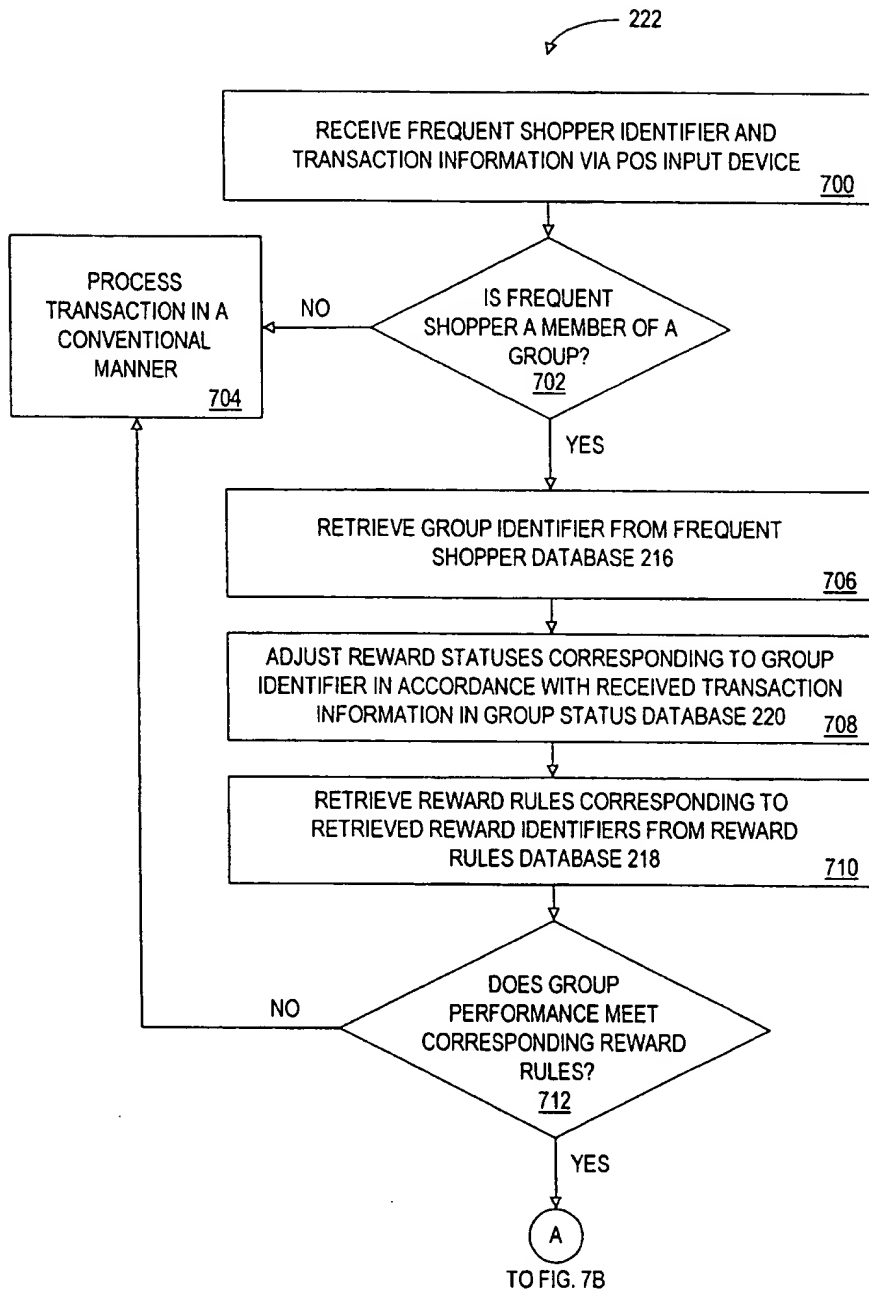 222
RECEIVE FREQUENT SHOPPER IDENTIFIER AND
TRANSACTION INFORMATION VIA POS INPUT DEVICE
700
PROCESS
TRANSACTION IN A
CONVENTIONAL
MANNER
704
NO
IS FREQUENT
SHOPPER A MEMBER OF A
GROUP?
702
YES
RETRIEVE GROUP IDENTIFIER FROM FREQUENT
SHOPPER DATABASE 216
706
ADJUST REWARD STATUSES CORRESPONDING TO GROUP
IDENTIFIER IN ACCORDANCE WITH RECEIVED TRANSACTION
INFORMATION IN GROUP STATUS DATABASE 220
708
RETRIEVE REWARD RULES CORRESPONDING TO
RETRIEVED REWARD IDENTIFIERS FROM REWARD
RULES DATABASE 218
710
NO
DOES GROUP
PERFORMANCE MEET
CORRESPONDING REWARD
RULES?
712
YES
A
TO FIG. 7B